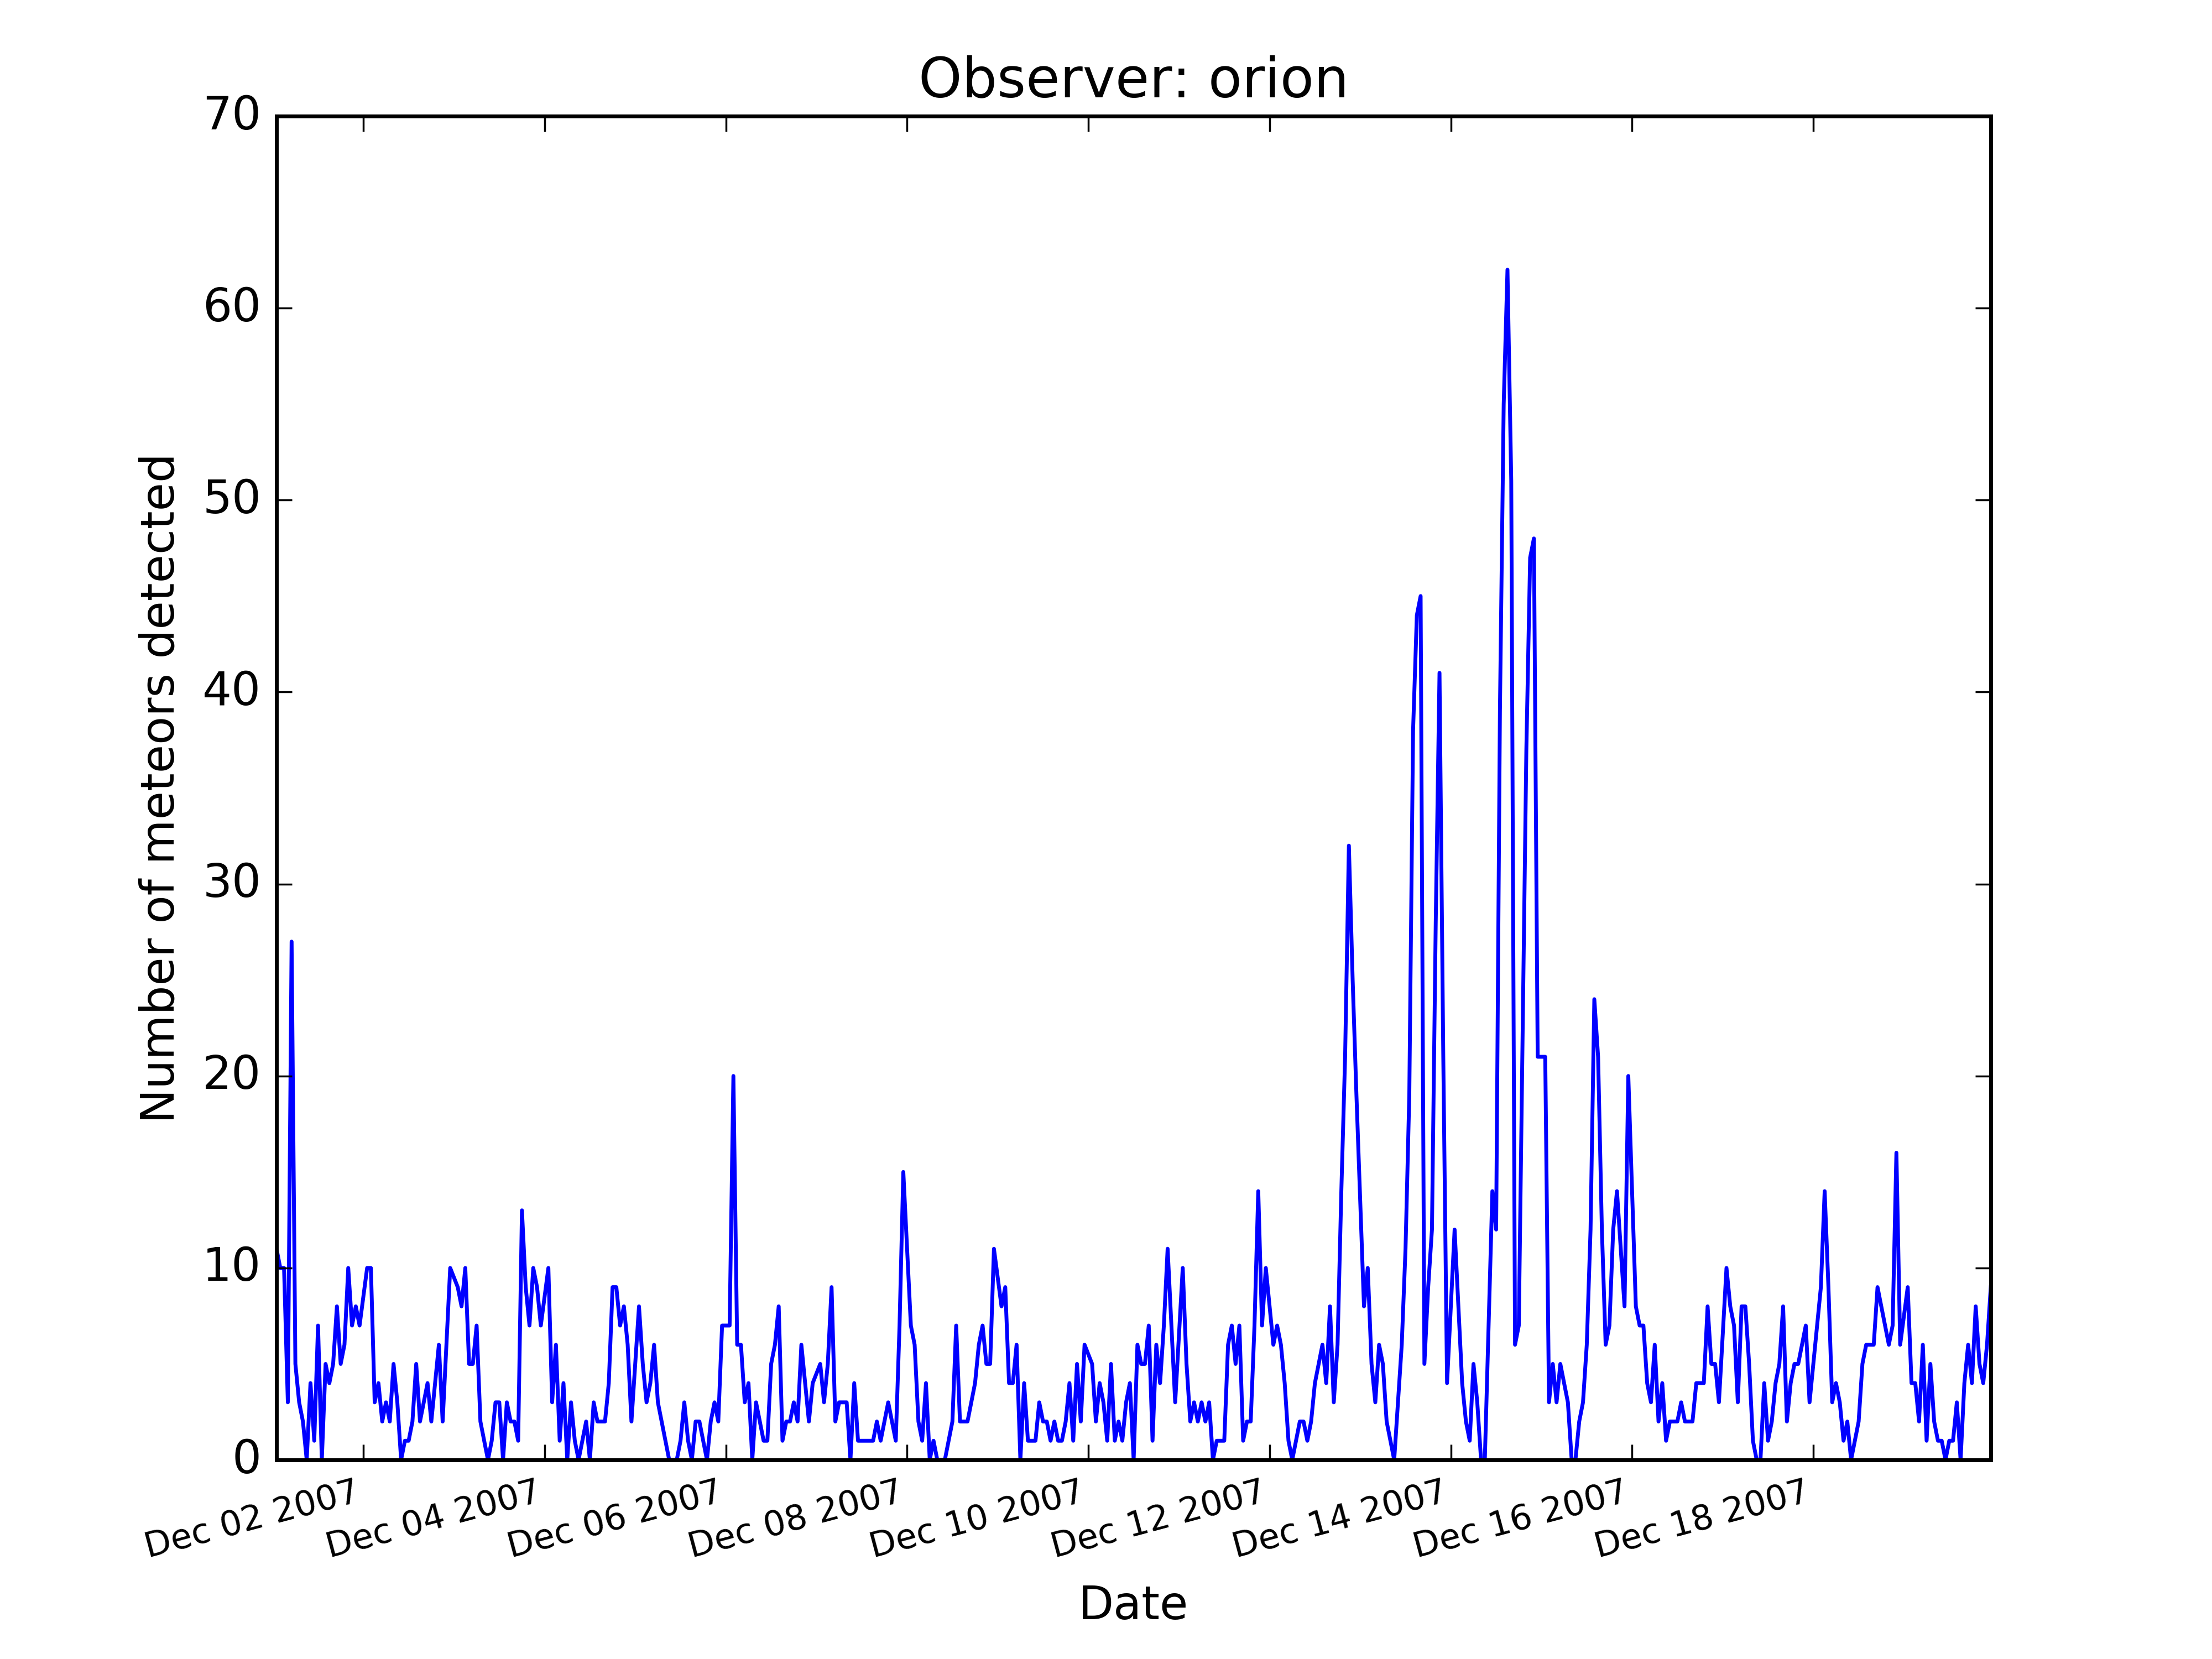 Observer: orion
70
60
50
40
30
20
10
0
Number of meteors detected
Dec 02 2007
Dec 04 2007
Dec 06 2007
Dec 08 2007
Dec 10 2007
Dec 12 2007
Dec 14 2007
Dec 16 2007
Dec 18 2007
Date